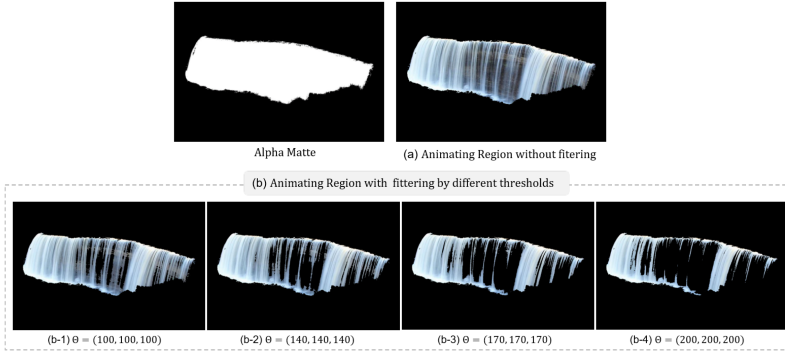 Alpha Matte
(a) Animating Region without fitering
(b) Animating Region with fittering by different thresholds
(b-1) Θ = (100, 100, 100)
(b-2) Θ = (140, 140, 140)
(b-3) Θ = (170, 170, 170)
(b-4) Θ = (200, 200, 200)